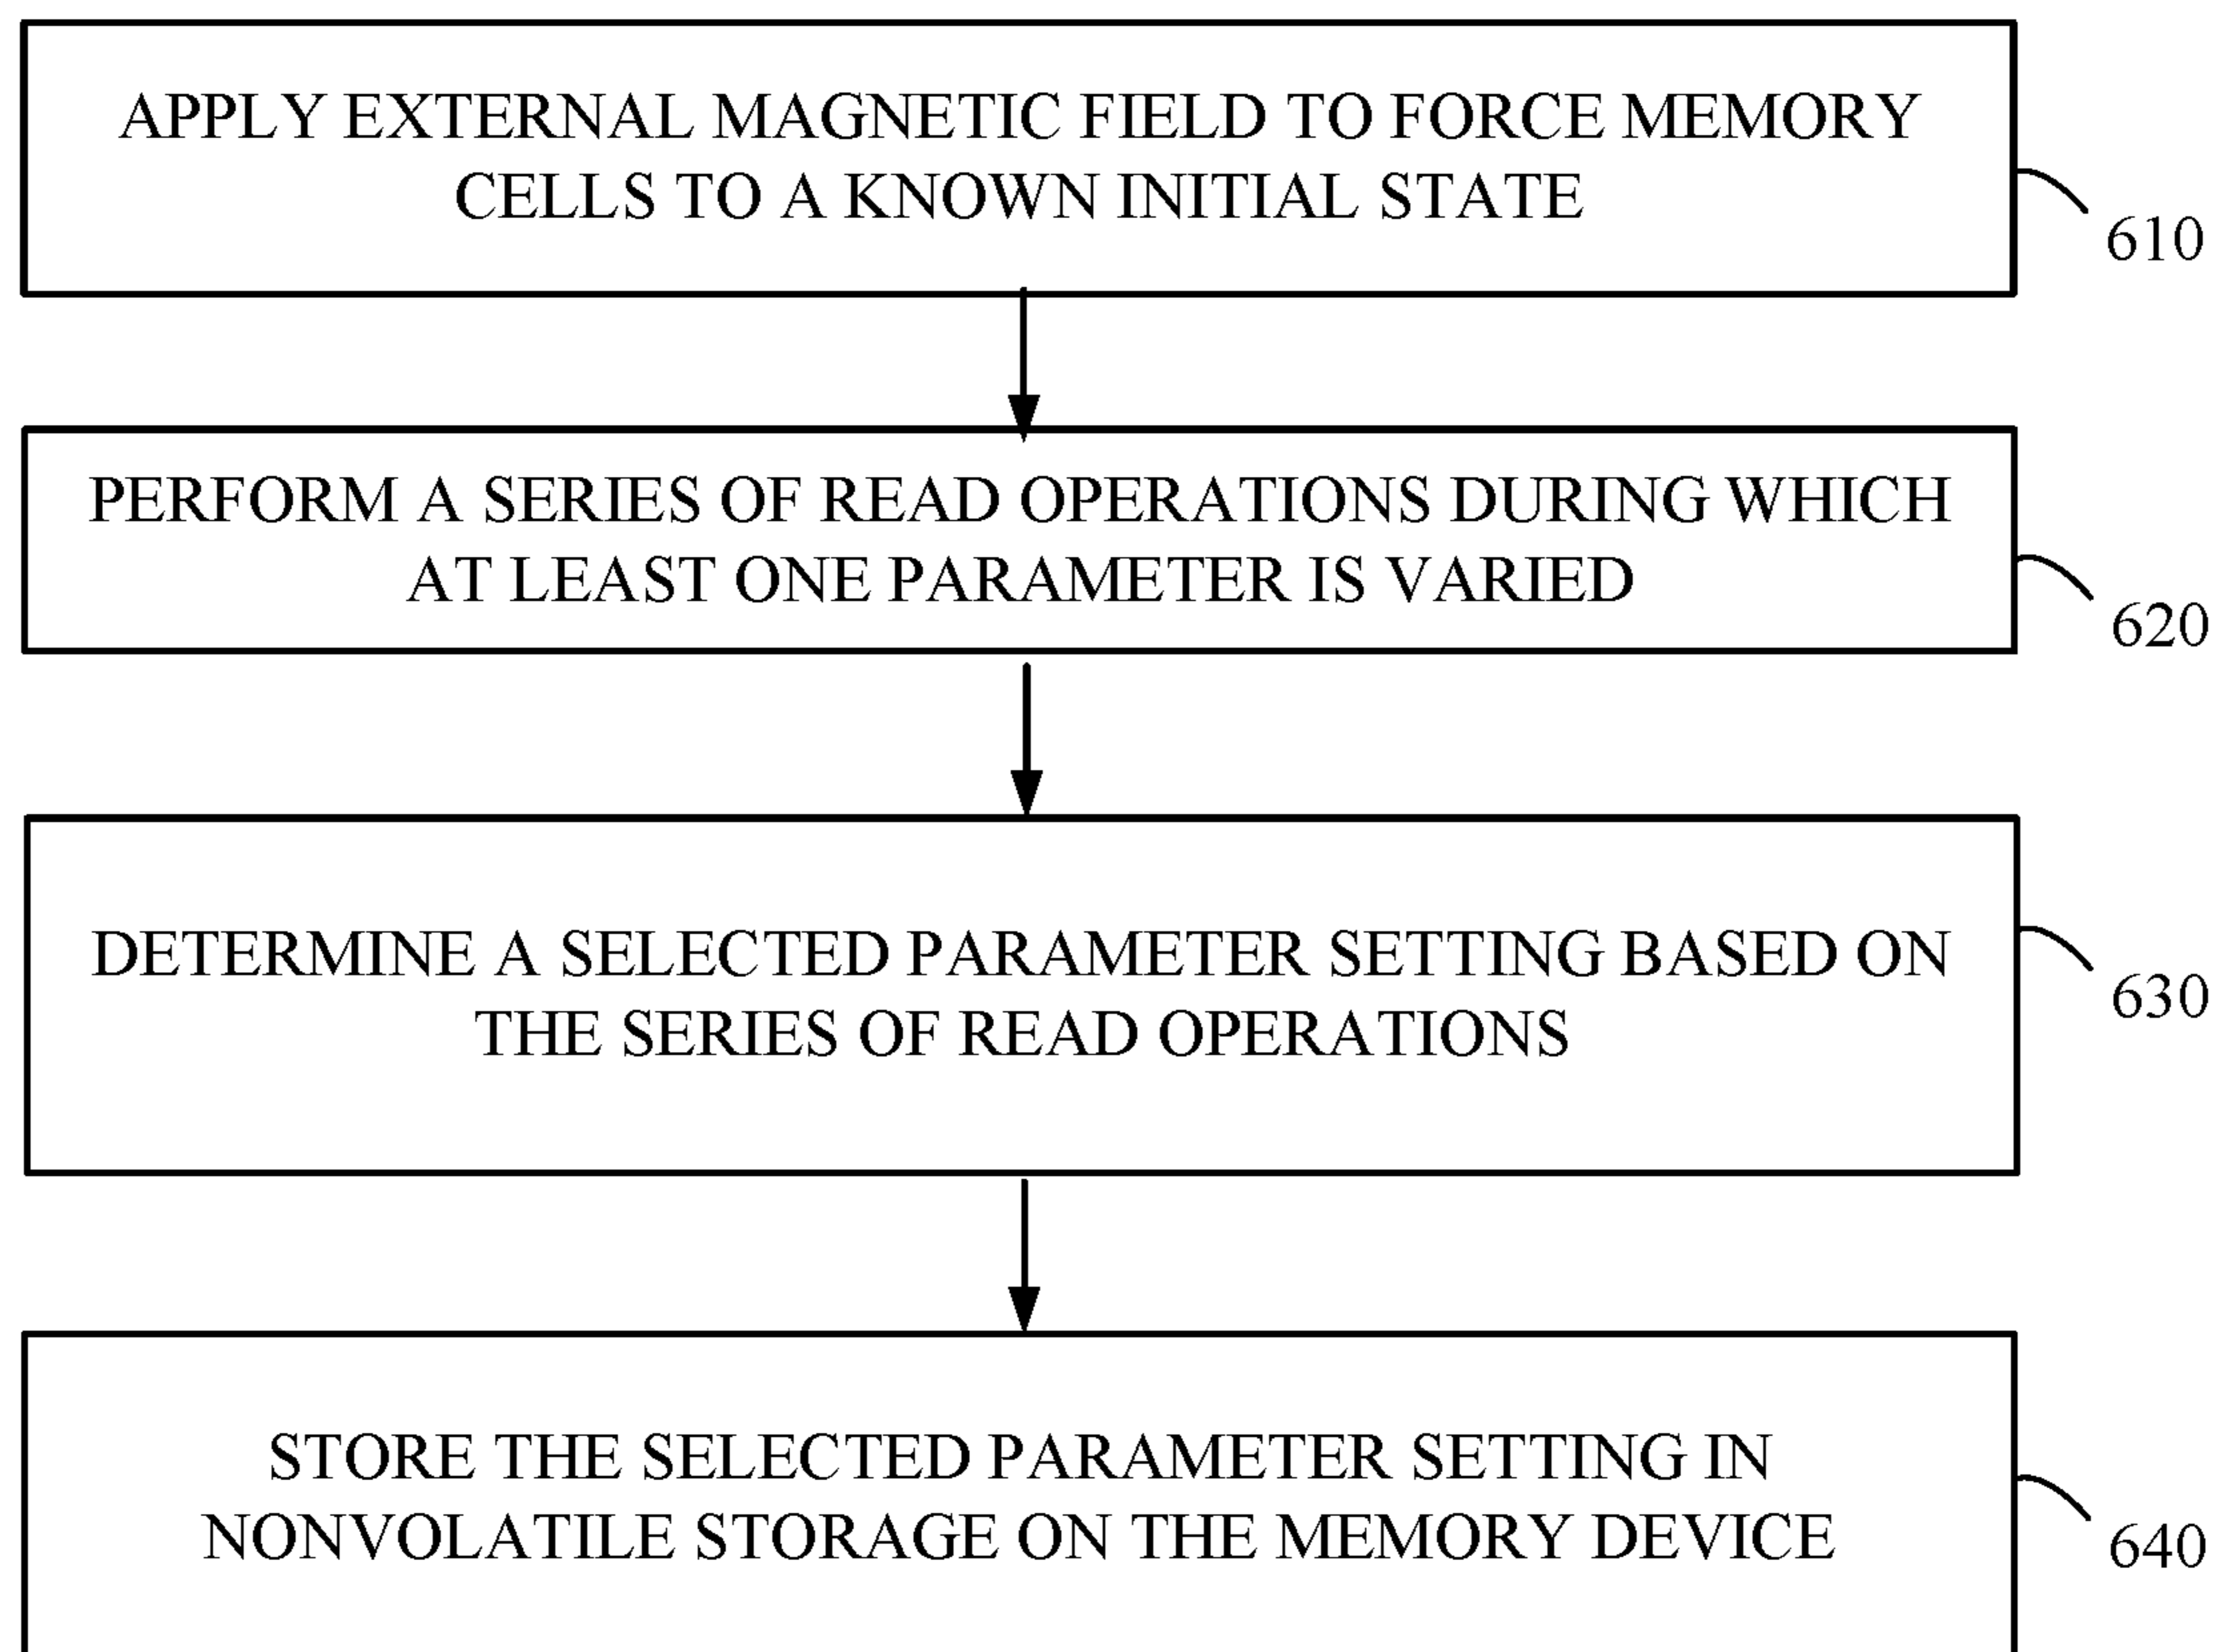 APPLY EXTERNAL MAGNETIC FIELD TO FORCE MEMORY
CELLS TO A KNOWN INITIAL STATE
610
PERFORM A SERIES OF READ OPERATIONS DURING WHICH
AT LEAST ONE PARAMETER IS VARIED
620
DETERMINE A SELECTED PARAMETER SETTING BASED ON
THE SERIES OF READ OPERATIONS
630
STORE THE SELECTED PARAMETER SETTING IN
NONVOLATILE STORAGE ON THE MEMORY DEVICE
640